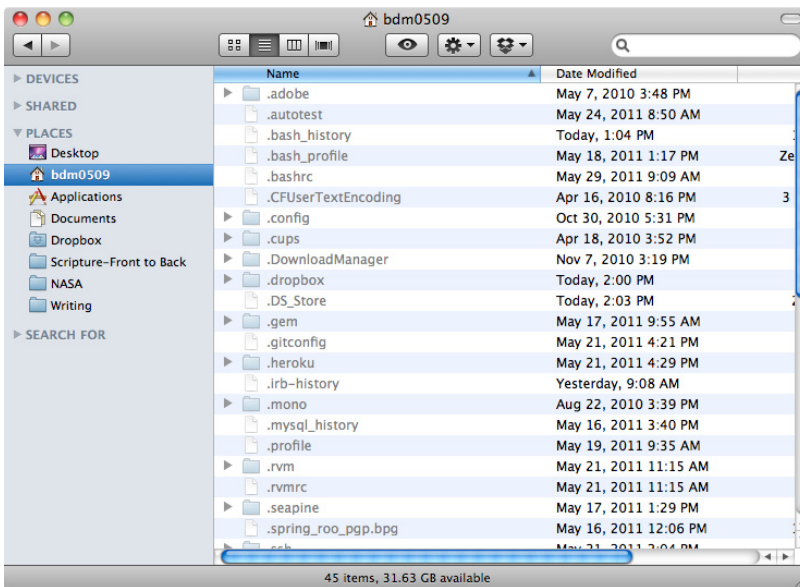 bdm0509
Name Date Modified
DEVICES
SHARED
PLACES
Desktop
bdm0509
Applications
Documents
Dropbox
Scripture-Front to Back
NASA
Writing
SEARCH FOR
.adobe May 7, 2010 3:48 PM
.autotest May 24, 2011 8:50 AM
.bash_history Today, 1:04 PM
.bash_profile May 18, 2011 1:17 PM Ze
.bashrc May 29, 2011 9:09 AM
.CFUserTextEncoding Apr 16, 2010 8:16 PM 3
.config Oct 30, 2010 5:31 PM
.cups Apr 18, 2010 3:52 PM
.DownloadManager Nov 7, 2010 3:19 PM
.dropbox Today, 2:00 PM
.DS_Store Today, 2:03 PM
.gem May 17, 2011 9:55 AM
.gitconfig May 21, 2011 4:21 PM
.heroku May 21, 2011 4:29 PM
.irb-history Yesterday, 9:08 AM
.mono Aug 22, 2010 3:39 PM
.mysql_history May 16, 2011 3:40 PM
.profile May 19, 2011 9:35 AM
.rvm May 21, 2011 11:15 AM
.rvmrc May 21, 2011 11:15 AM
.seapine May 17, 2011 1:29 PM
.spring_roo_pgp.bpg May 16, 2011 12:06 PM
.ssh May 21, 2011 2:04 PM
45 items, 31.63 GB available